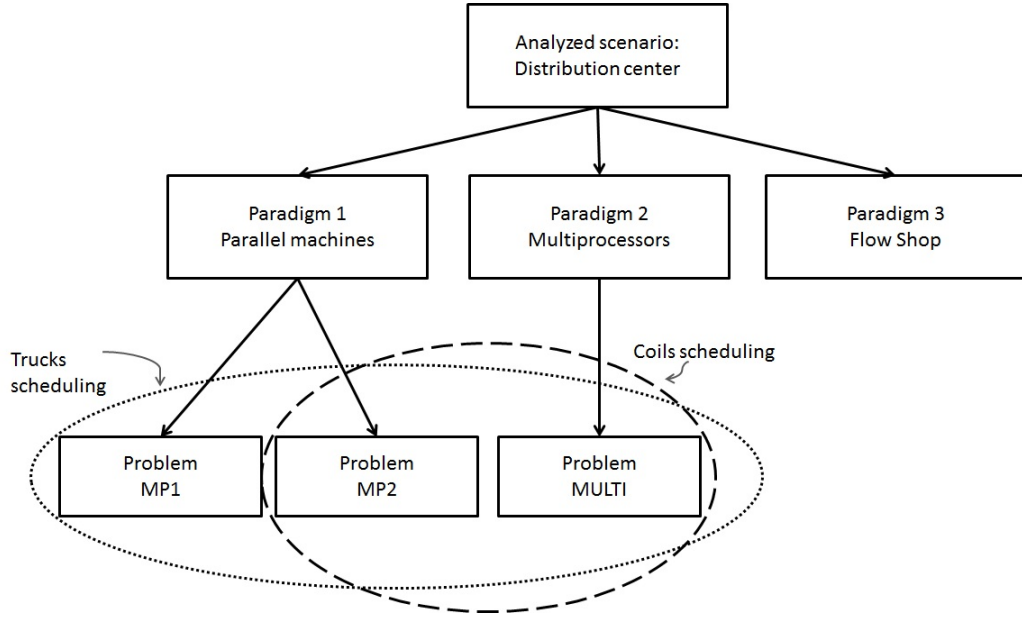 Analyzed scenario:
Distribution center
Paradigm 1
Parallel machines
Paradigm 2
Multiprocessors
Paradigm 3
Flow Shop
Trucks
scheduling
Coils scheduling
Problem
MP1
Problem
MP2
Problem
MULTI